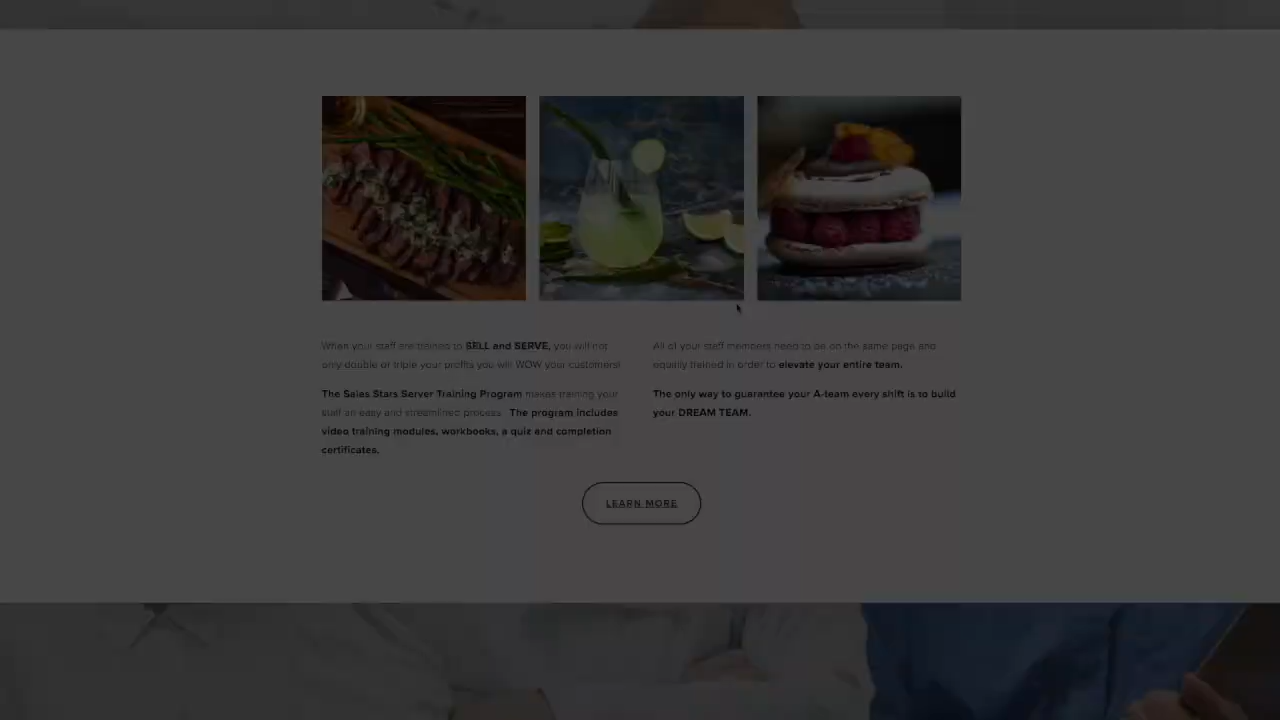 When your staff are trained to SELL and SERVE, you will not
only double or triple your profits you will WOW your customers!
The Sales Stars Server Training Program makes training your
staff an easy and streamlined process. The program includes
video training modules, workbooks, a quiz and completion
certificates.
All of your staff members need to be on the same page and
equally trained in order to elevate your entire team.
The only way to guarantee your A-team every shift is to build
your DREAM TEAM.
LEARN MORE